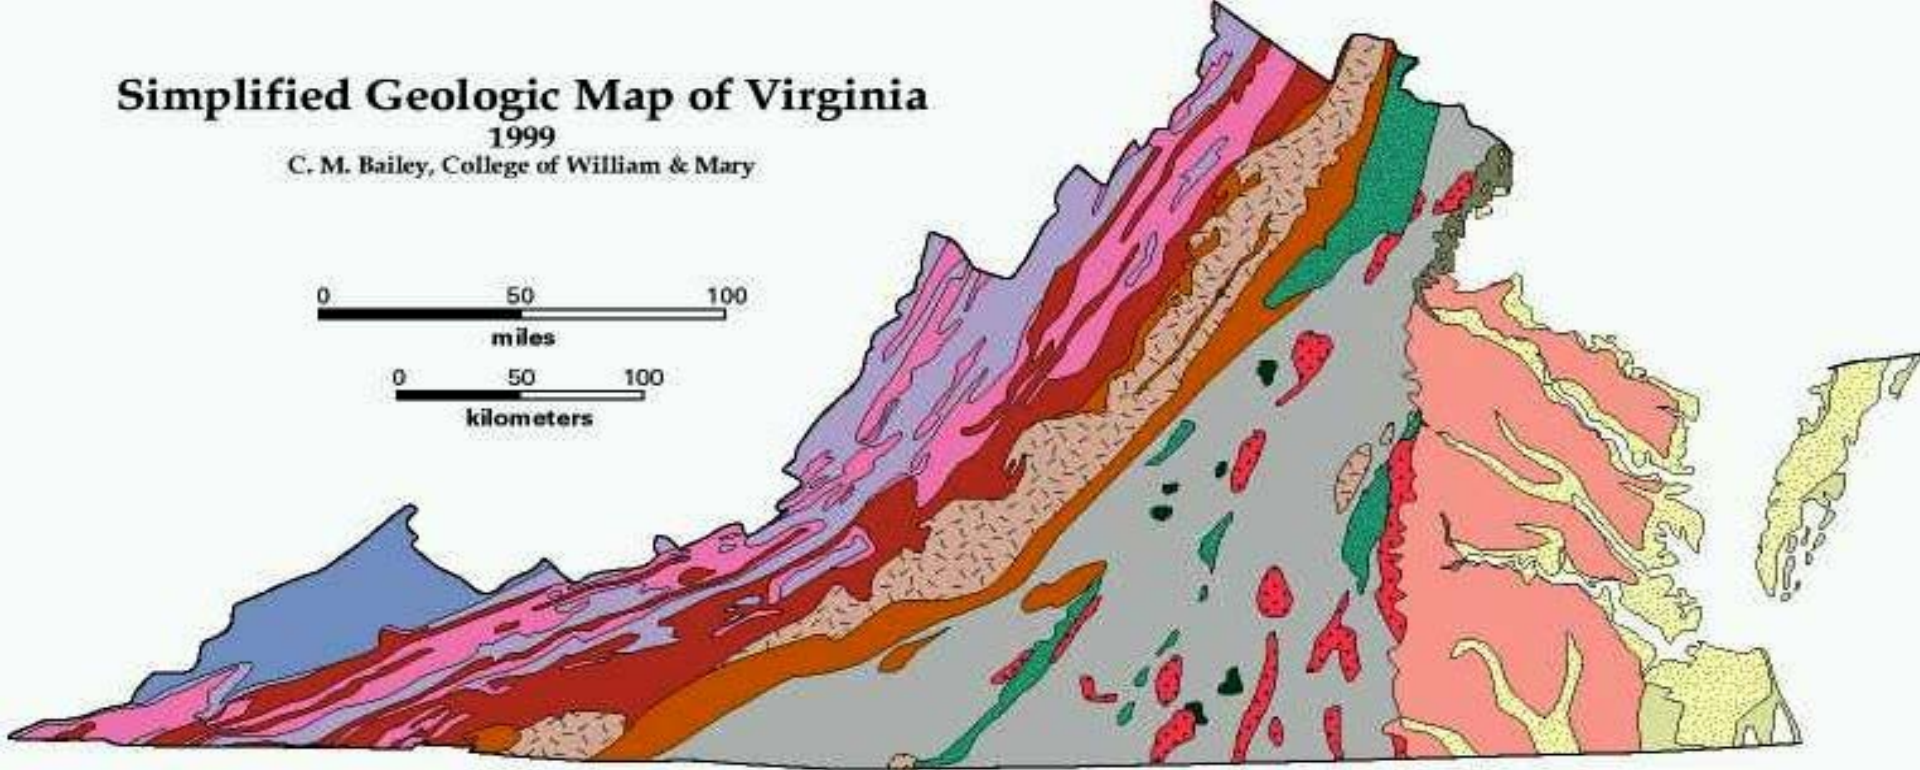 Simplified Geologic Map of Virginia
1999
C. M. Bailey, College of William & Mary
0 50 100
miles
0 50 100
kilometers